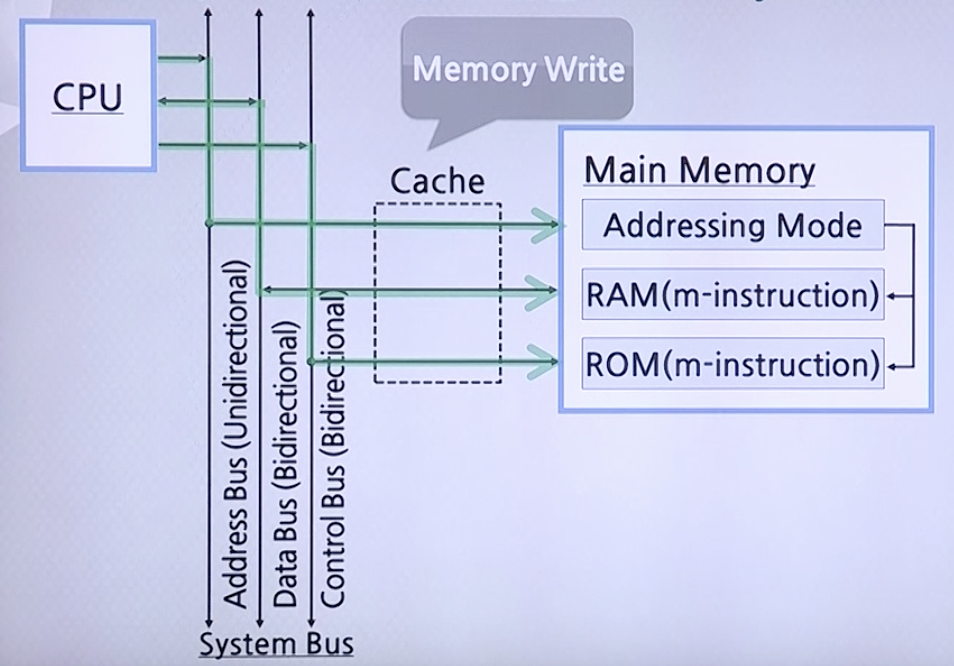 CPU
Memory Write
Cache
Main Memory
Addressing Mode
RAM(m-instruction)
ROM(m-instruction)
Address Bus (Unidirectional)
Data Bus (Bidirectional)
Control Bus (Bidirectional)
System Bus